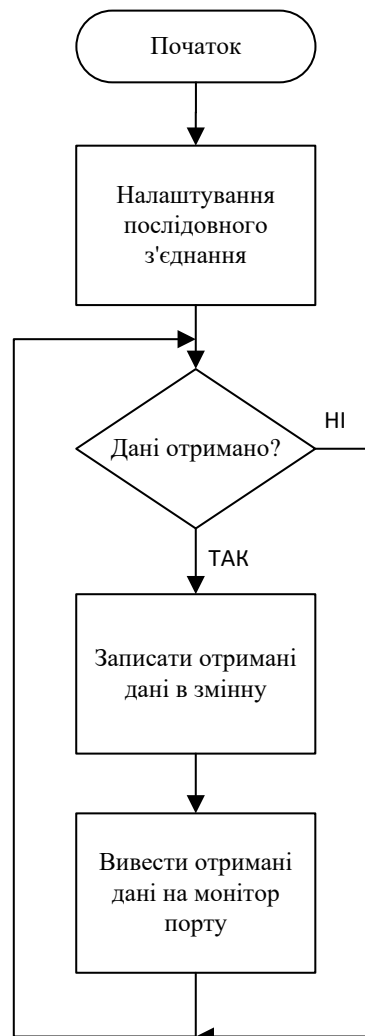 Початок
Налаштування
послідовного
з'єднання
Дані отримано?
НІ
ТАК
Записати отримані
дані в змінну
Вивести отримані
дані на монітор
порту